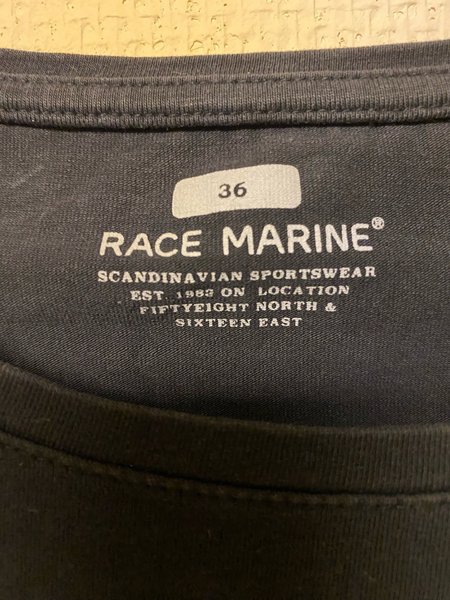 36
RACE MARINE®
SCANDINAVIAN SPORTSWEAR
EST. 1983 ON LOCATION
FIFTYEIGHT NORTH &
SIXTEEN EAST